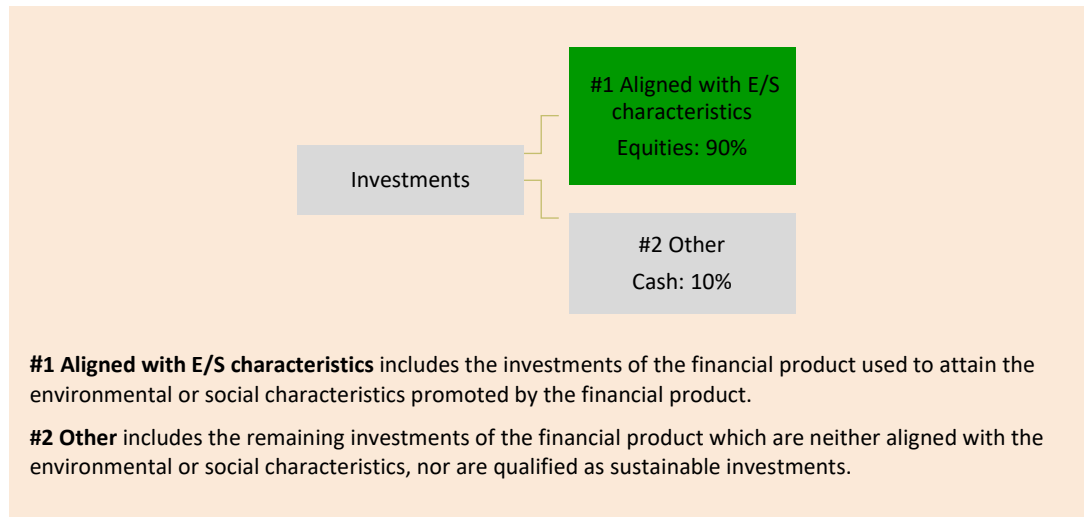 #1 Aligned with E/S
characteristics
Equities: 90%
Investments
#2 Other
Cash: 10%
#1 Aligned with E/S characteristics includes the investments of the financial product used to attain the
environmental or social characteristics promoted by the financial product.
#2 Other includes the remaining investments of the financial product which are neither aligned with the
environmental or social characteristics, nor are qualified as sustainable investments.